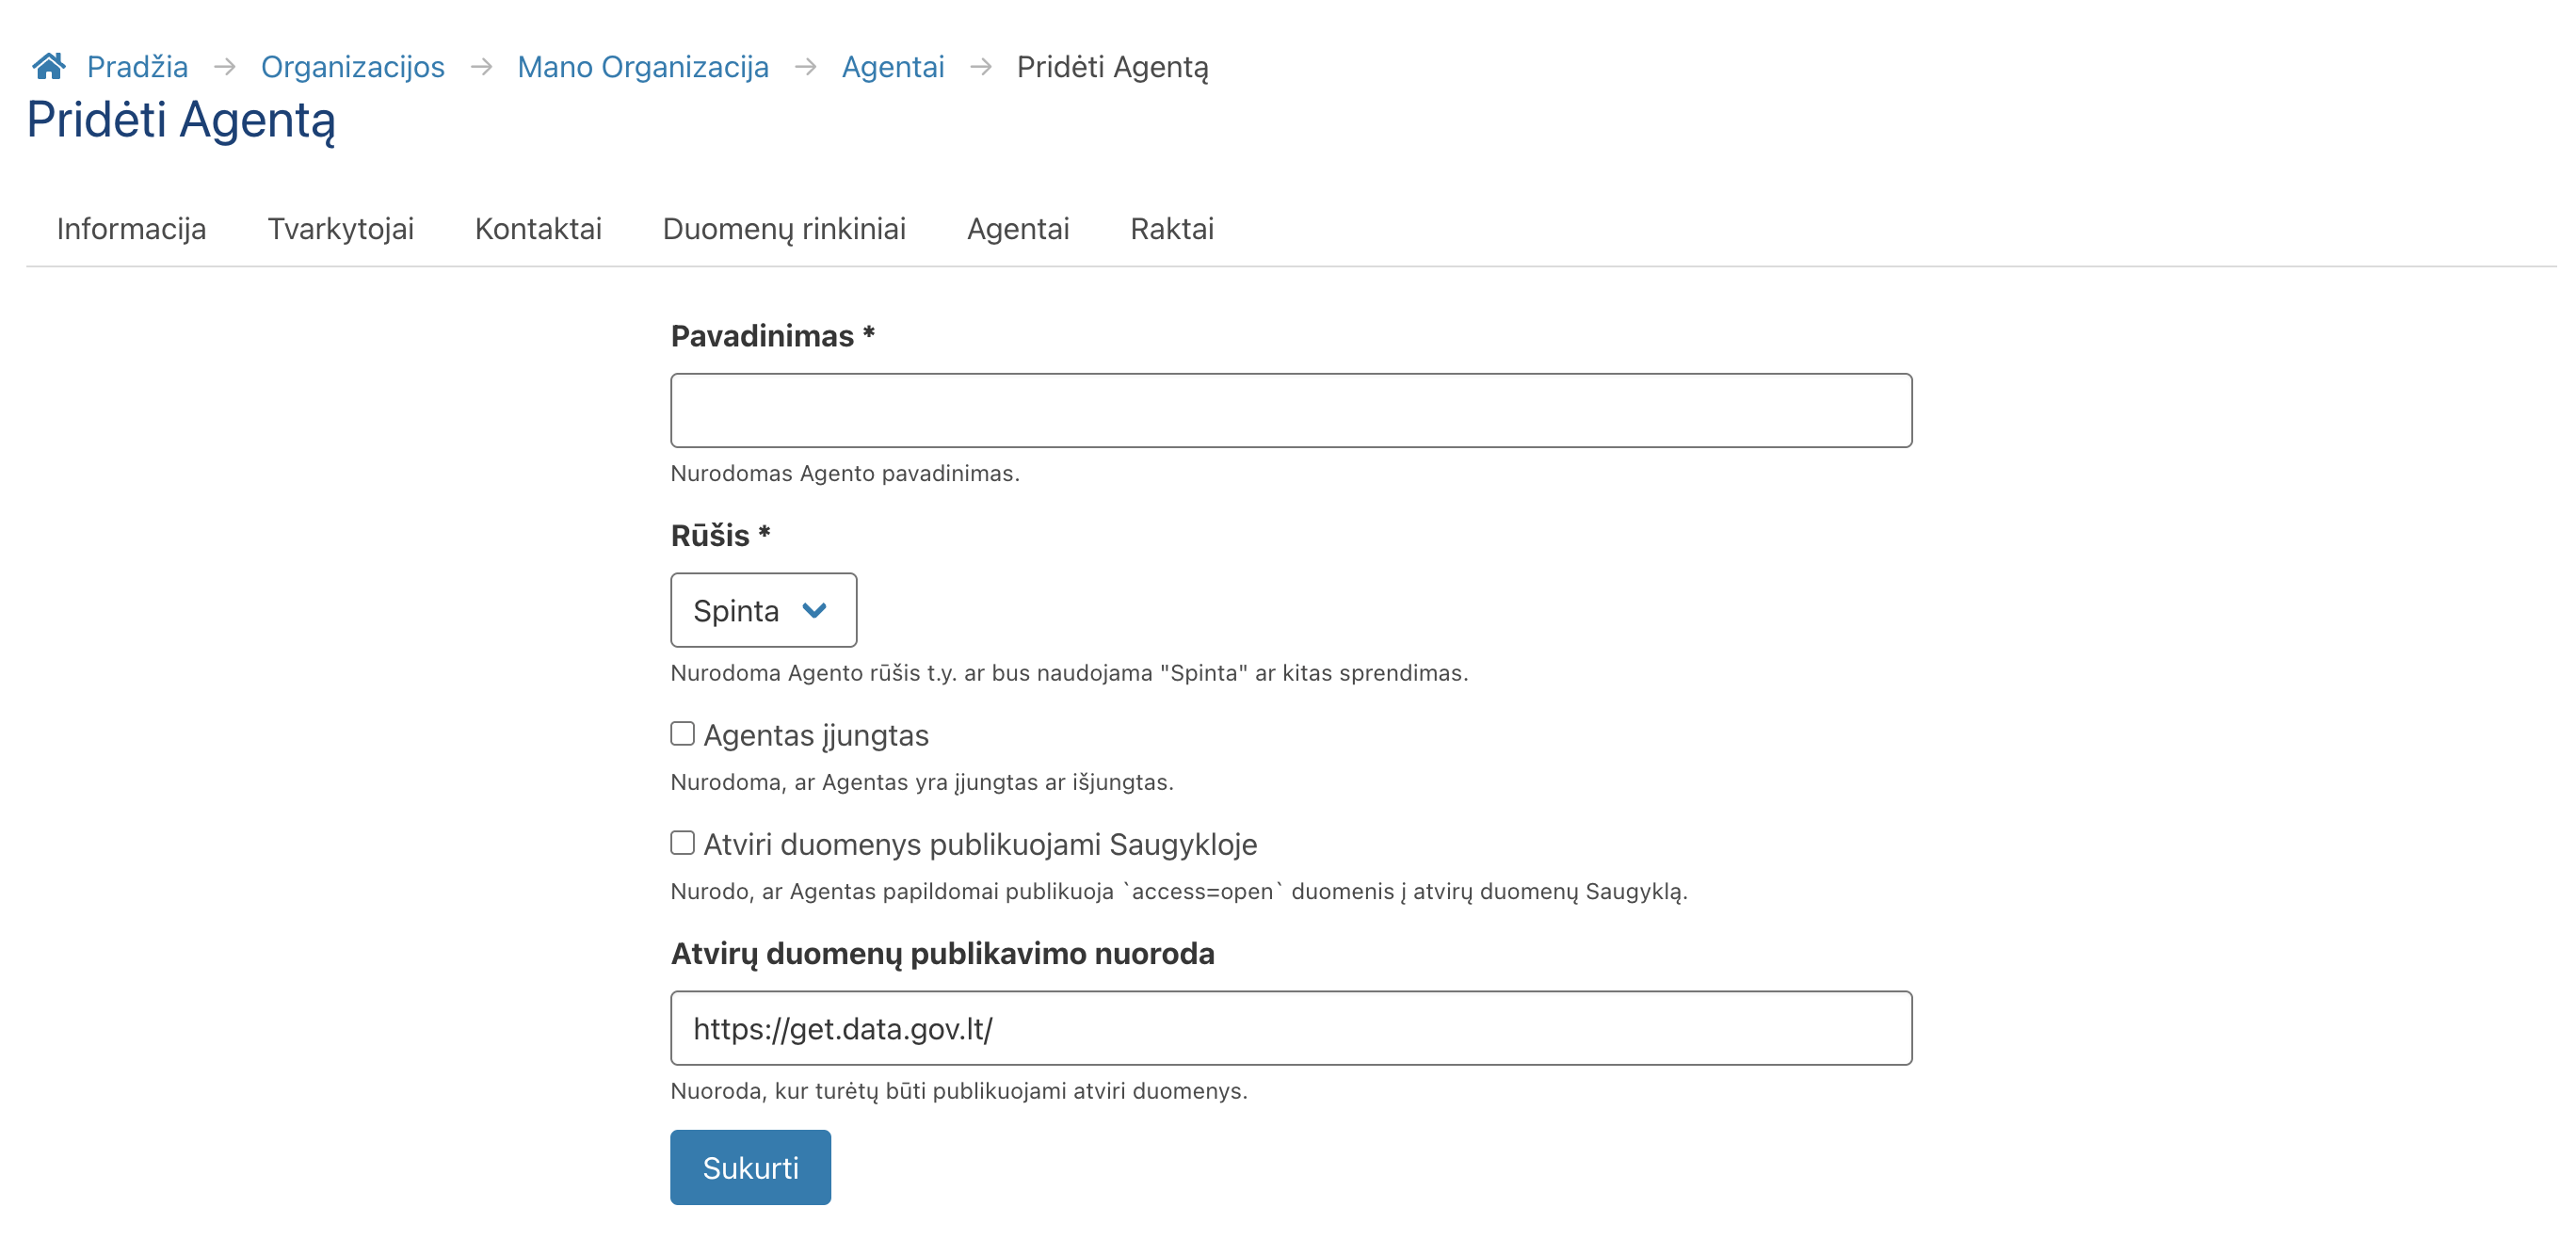 Pradžia → Organizacijos → Mano Organizacija → Agentai → Pridėti Agentą
Pridėti Agentą
Informacija Tvarkytojai Kontaktai Duomenų rinkiniai Agentai Raktai
Pavadinimas *
Nurodomas Agento pavadinimas.
Rūšis *
Spinta
Nurodoma Agento rūšis t.y. ar bus naudojama "Spinta" ar kitas sprendimas.
Agentas įjungtas
Nurodoma, ar Agentas yra įjungtas ar išjungtas.
Atviri duomenys publikuojami Saugykloje
Nurodo, ar Agentas papildomai publikuoja `access=open` duomenis į atvirų duomenų Saugyklą.
Atvirų duomenų publikavimo nuoroda
https://get.data.gov.lt/
Nuoroda, kur turėtų būti publikuojami atviri duomenys.
Sukurti